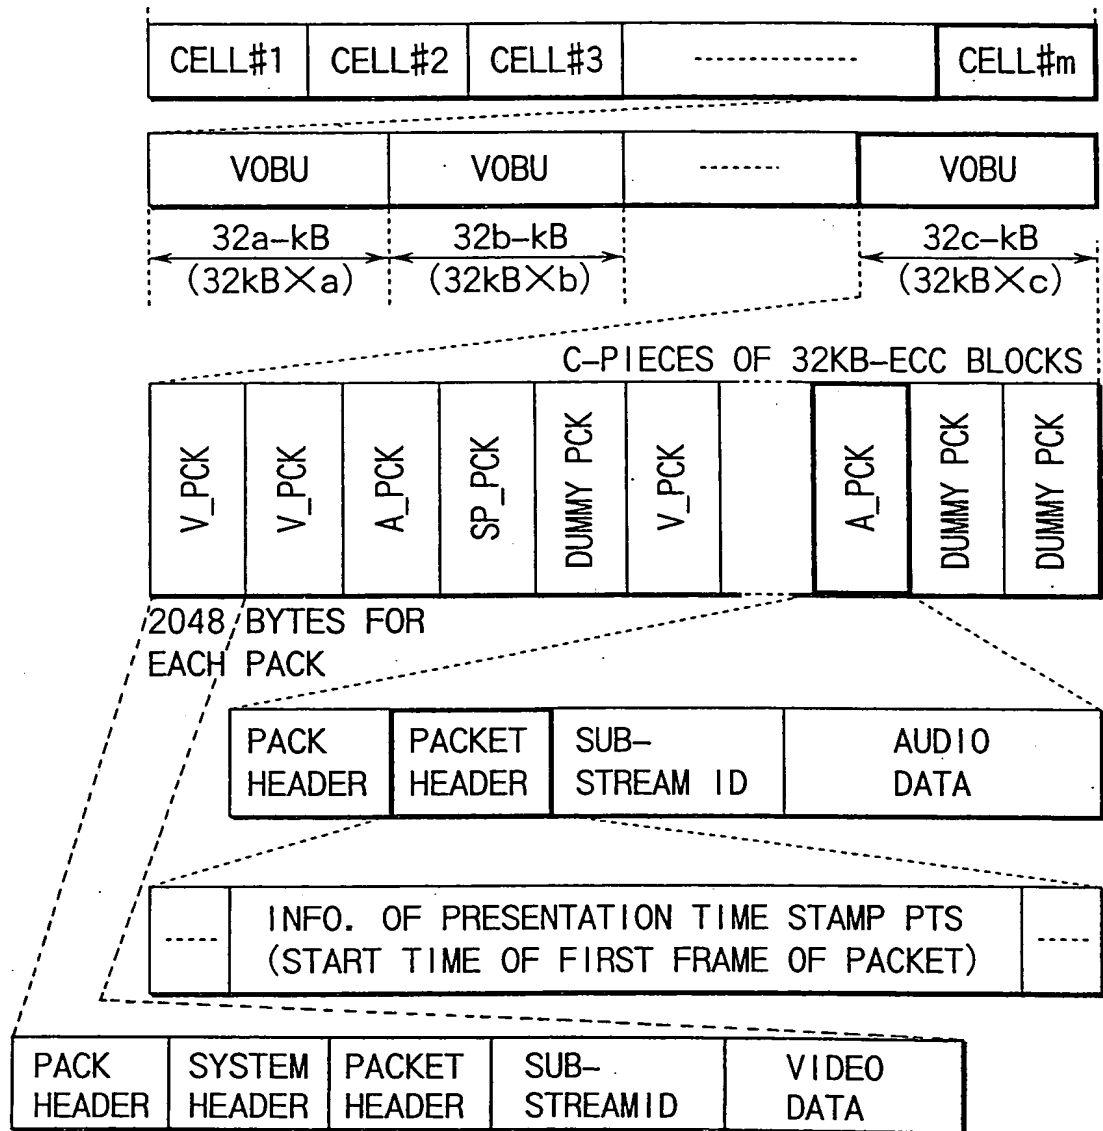 CELL#1 CELL#2 CELL#3 CELL#m
VOBU VOBU VOBU
32a-kB 32b-kB 32c-kB
(32kB×a) (32kB×b) (32kB×c)
C-PIECES OF 32KB-ECC BLOCKS
V_PCK
V_PCK
A_PCK
SP_PCK
DUMMY PCK
V_PCK
A_PCK
DUMMY PCK
DUMMY PCK
2048 BYTES FOR
EACH PACK
PACK PACKET SUB- AUDIO
HEADER HEADER STREAM ID DATA
INFO. OF PRESENTATION TIME STAMP PTS
(START TIME OF FIRST FRAME OF PACKET)
PACK SYSTEM PACKET SUB- VIDEO
HEADER HEADER HEADER STREAMID DATA